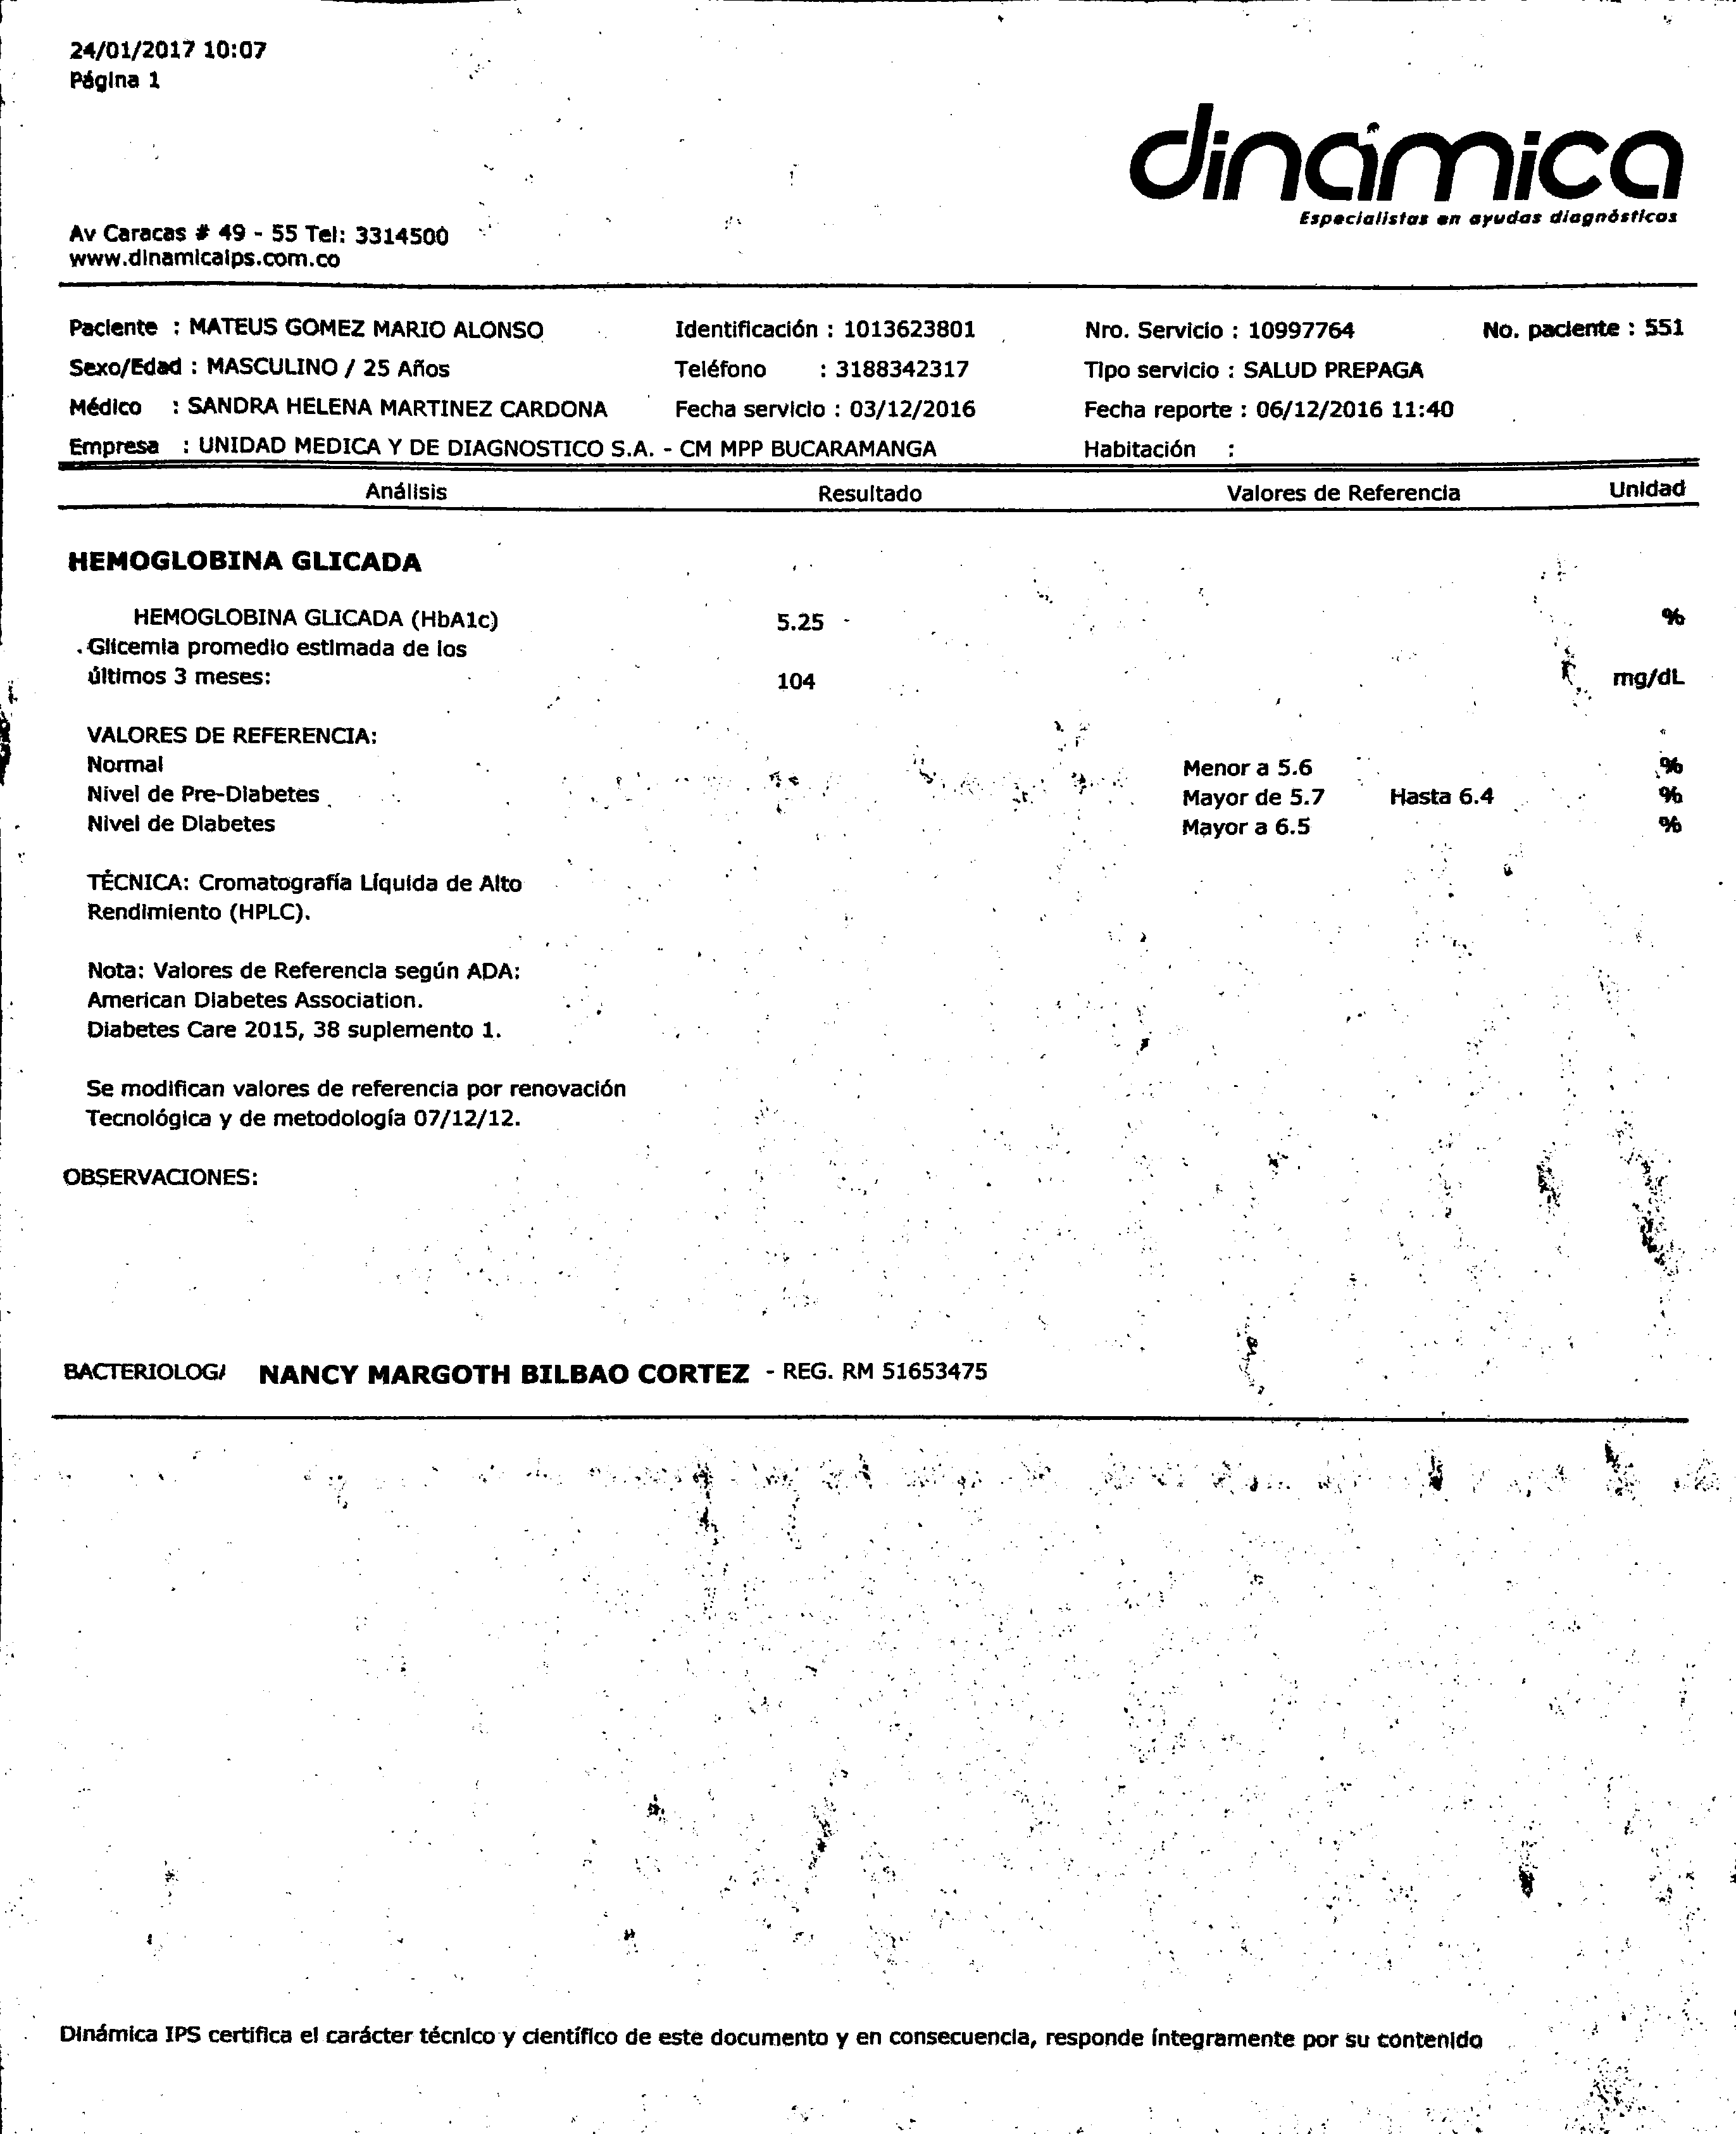 24/01/2017 10:07
Página 1
dinámica
Especialistas en ayudas diagnósticas
Av Caracas # 49 - 55 Tel: 3314500
www.dinamicaips.com.co
Paciente : MATEUS GOMEZ MARIO ALONSO Identificación : 1013623801 Nro. Servicio : 10997764 No. paciente : 551
Sexo/Edad : MASCULINO / 25 Años Teléfono : 3188342317 Tipo servicio : SALUD PREPAGA
Médico : SANDRA HELENA MARTINEZ CARDONA Fecha servicio : 03/12/2016 Fecha reporte : 06/12/2016 11:40
Empresa : UNIDAD MEDICA Y DE DIAGNOSTICO S.A. - CM MPP BUCARAMANGA Habitación :
Análisis Resultado Valores de Referencia Unidad
HEMOGLOBINA GLICADA
HEMOGLOBINA GLICADA (HbA1c) 5.25 %
Glicemia promedio estimada de los
últimos 3 meses: 104 mg/dL
VALORES DE REFERENCIA:
Normal Menor a 5.6 %
Nivel de Pre-Diabetes Mayor de 5.7 Hasta 6.4 %
Nivel de Diabetes Mayor a 6.5 %
TÉCNICA: Cromatografía Líquida de Alto
Rendimiento (HPLC).
Nota: Valores de Referencia según ADA:
American Diabetes Association.
Diabetes Care 2015, 38 suplemento 1.
Se modifican valores de referencia por renovación
Tecnológica y de metodología 07/12/12.
OBSERVACIONES:
BACTERIOLOGA NANCY MARGOTH BILBAO CORTEZ - REG. RM 51653475
Dinámica IPS certifica el carácter técnico y científico de este documento y en consecuencia, responde íntegramente por su contenido